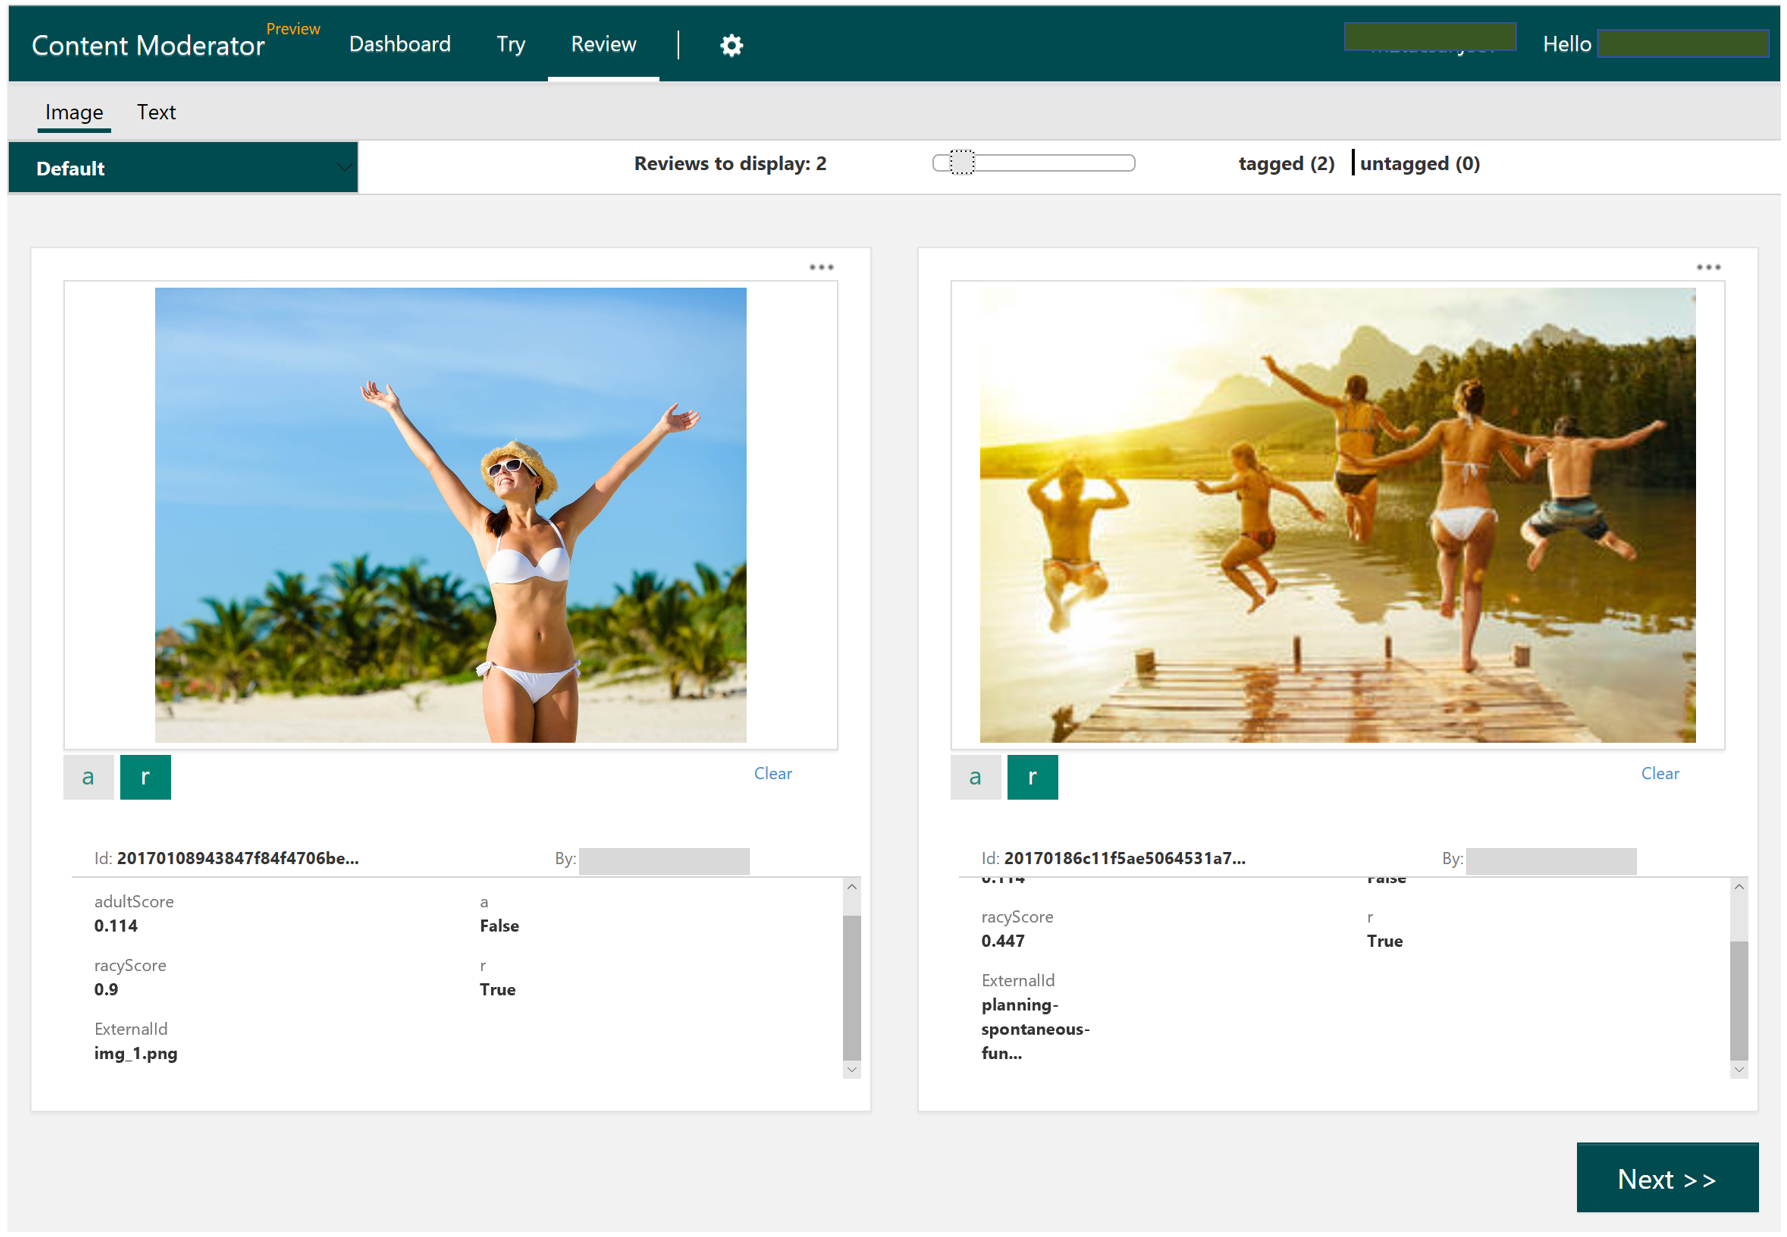 Content Moderator Preview Dashboard Try Review Hello
Image Text
Default Reviews to display: 2 tagged (2) untagged (0)
a r Clear
Id: 20170108943847f84f4706be... By:
adultScore a
0.114 False
racyScore r
0.9 True
ExternalId
img_1.png
a r Clear
Id: 20170186c11f5ae5064531a7... By:
0.114 False
racyScore r
0.447 True
ExternalId
planning-
spontaneous-
fun...
Next >>